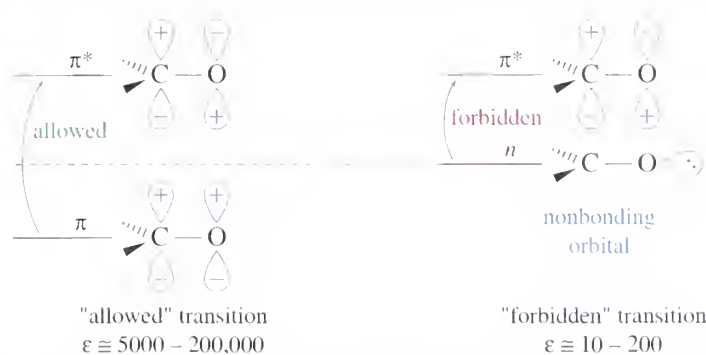 π* + − π* + −
C — O C — O
− + − +
allowed forbidden
n C — O
π + + nonbonding
C — O orbital
− −
"allowed" transition "forbidden" transition
ε ≅ 5000 – 200,000 ε ≅ 10 – 200